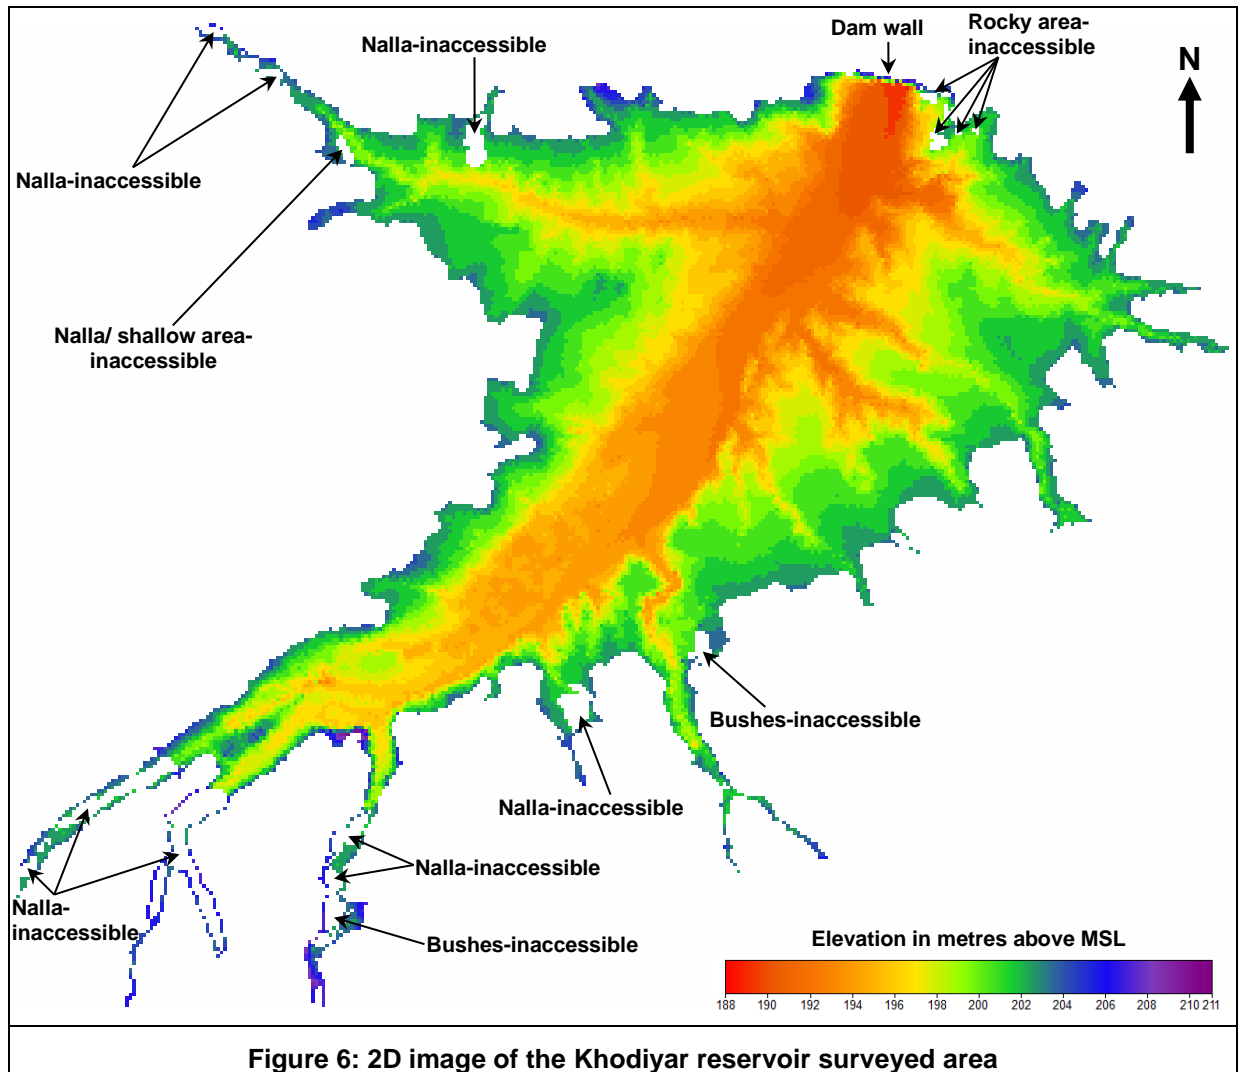 Nalla-inaccessible
Dam wall
Rocky area-
inaccessible
N
Nalla-inaccessible
Nalla/ shallow area-
inaccessible
Bushes-inaccessible
Nalla-inaccessible
Nalla-inaccessible
Nalla-
inaccessible
Bushes-inaccessible
Elevation in metres above MSL
188 190 192 194 196 198 200 202 204 206 208 210 211
Figure 6: 2D image of the Khodiyar reservoir surveyed area